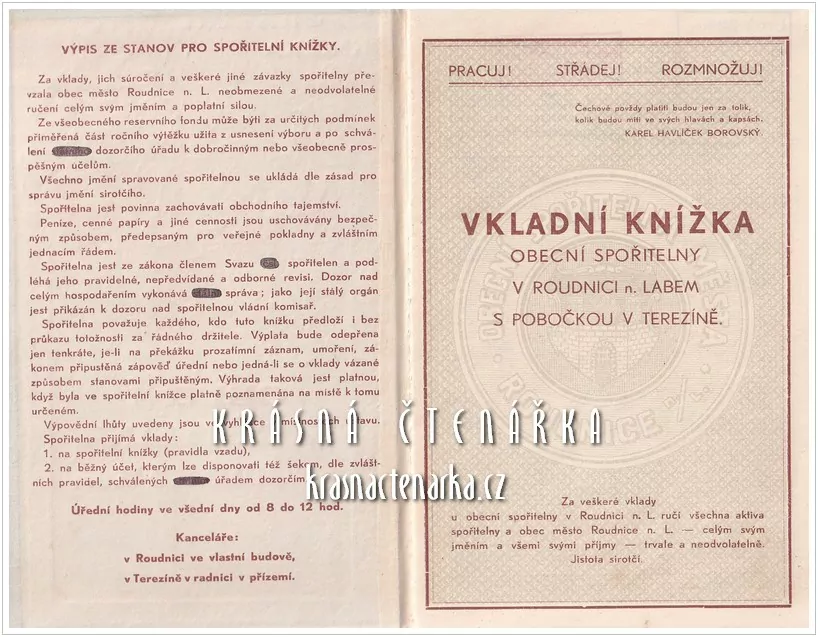 VÝPIS ZE STANOV PRO SPOŘITELNÍ KNÍŽKY.
Za vklady, jich súročení a veškeré jiné závazky spořitelny pře-
vzala obec město Roudnice n. L. neobmezené a neodvolatelné
ručení celým svým jměním a poplatní silou.
Ze všeobecného reservního fondu může býti za určitých podmínek
přiměřená část ročního výtěžku užita z usnesení výboru a po schvá-
lení dozorčího úřadu k dobročinným nebo všeobecně pros-
pěšným účelům.
Všechno jmění spravované spořitelnou se ukládá dle zásad pro
správu jmění sirotčího.
Spořitelna jest povinna zachovávati obchodního tajemství.
Peníze, cenné papíry a jiné cennosti jsou uschovávány bezpeč-
ným způsobem, předepsaným pro veřejné pokladny a zvláštním
jednacím řádem.
Spořitelna jest ze zákona členem Svazu spořitelen a pod-
léhá jeho pravidelné, nepředvídané a odborné revisi. Dozor nad
celým hospodařením vykonává správa; jako její stálý orgán
jest přikázán k dozoru nad spořitelnou vládní komisař.
Spořitelna považuje každého, kdo tuto knížku předloží i bez
průkazu totožnosti za řádného držitele. Výplata bude odepřena
jen tenkráte, je-li na překážku prozatímní záznam, umoření, zá-
konem připuštěná zápověď úřední nebo jedná-li se o vklady vázané
způsobem stanovami připuštěným. Výhrada taková jest platnou,
když byla ve spořitelní knížce platně poznamenána na místě k tomu
určeném.
Výpovědní lhůty uvedeny jsou ve vyhlášce v místnostech ústavu.
Spořitelna přijímá vklady:
1. na spořitelní knížky (pravidla vzadu),
2. na běžný účet, kterým lze disponovati též šekem, dle zvlášt-
ních pravidel, schválených úřadem dozorčím.
Úřední hodiny ve všední dny od 8 do 12 hod.
Kanceláře:
v Roudnici ve vlastní budově,
v Terezíně v radnici v přízemí.
PRACUJ! STŘÁDEJ! ROZMNOŽUJ!
Čechové povždy platiti budou jen za tolik,
kolik budou míti ve svých hlavách a kapsách.
KAREL HAVLÍČEK BOROVSKÝ.
VKLADNÍ KNÍŽKA
OBECNÍ SPOŘITELNY
V ROUDNICI n. LABEM
S POBOČKOU V TEREZÍNĚ.
Za veškeré vklady
u obecní spořitelny v Roudnici n. L. ručí všechna aktiva
spořitelny a obec město Roudnice n. L. — celým svým
jměním a všemi svými příjmy — trvale a neodvolatelně.
Jistota sirotčí.
KRÁSNÁ ČTENÁŘKA
krasnactenarka.cz